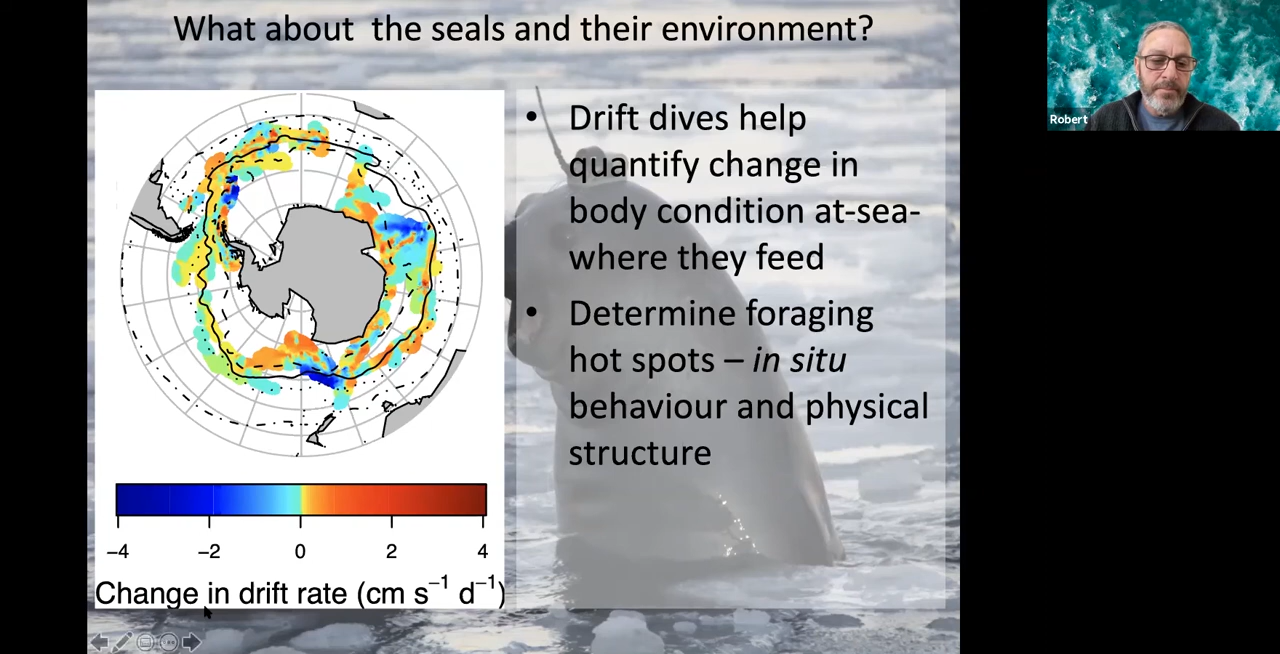 What about the seals and their environment?
• Drift dives help
quantify change in
body condition at-sea-
where they feed
• Determine foraging
hot spots – in situ
behaviour and physical
structure
−4 −2 0 2 4
Change in drift rate (cm s⁻¹ d⁻¹)
Robert